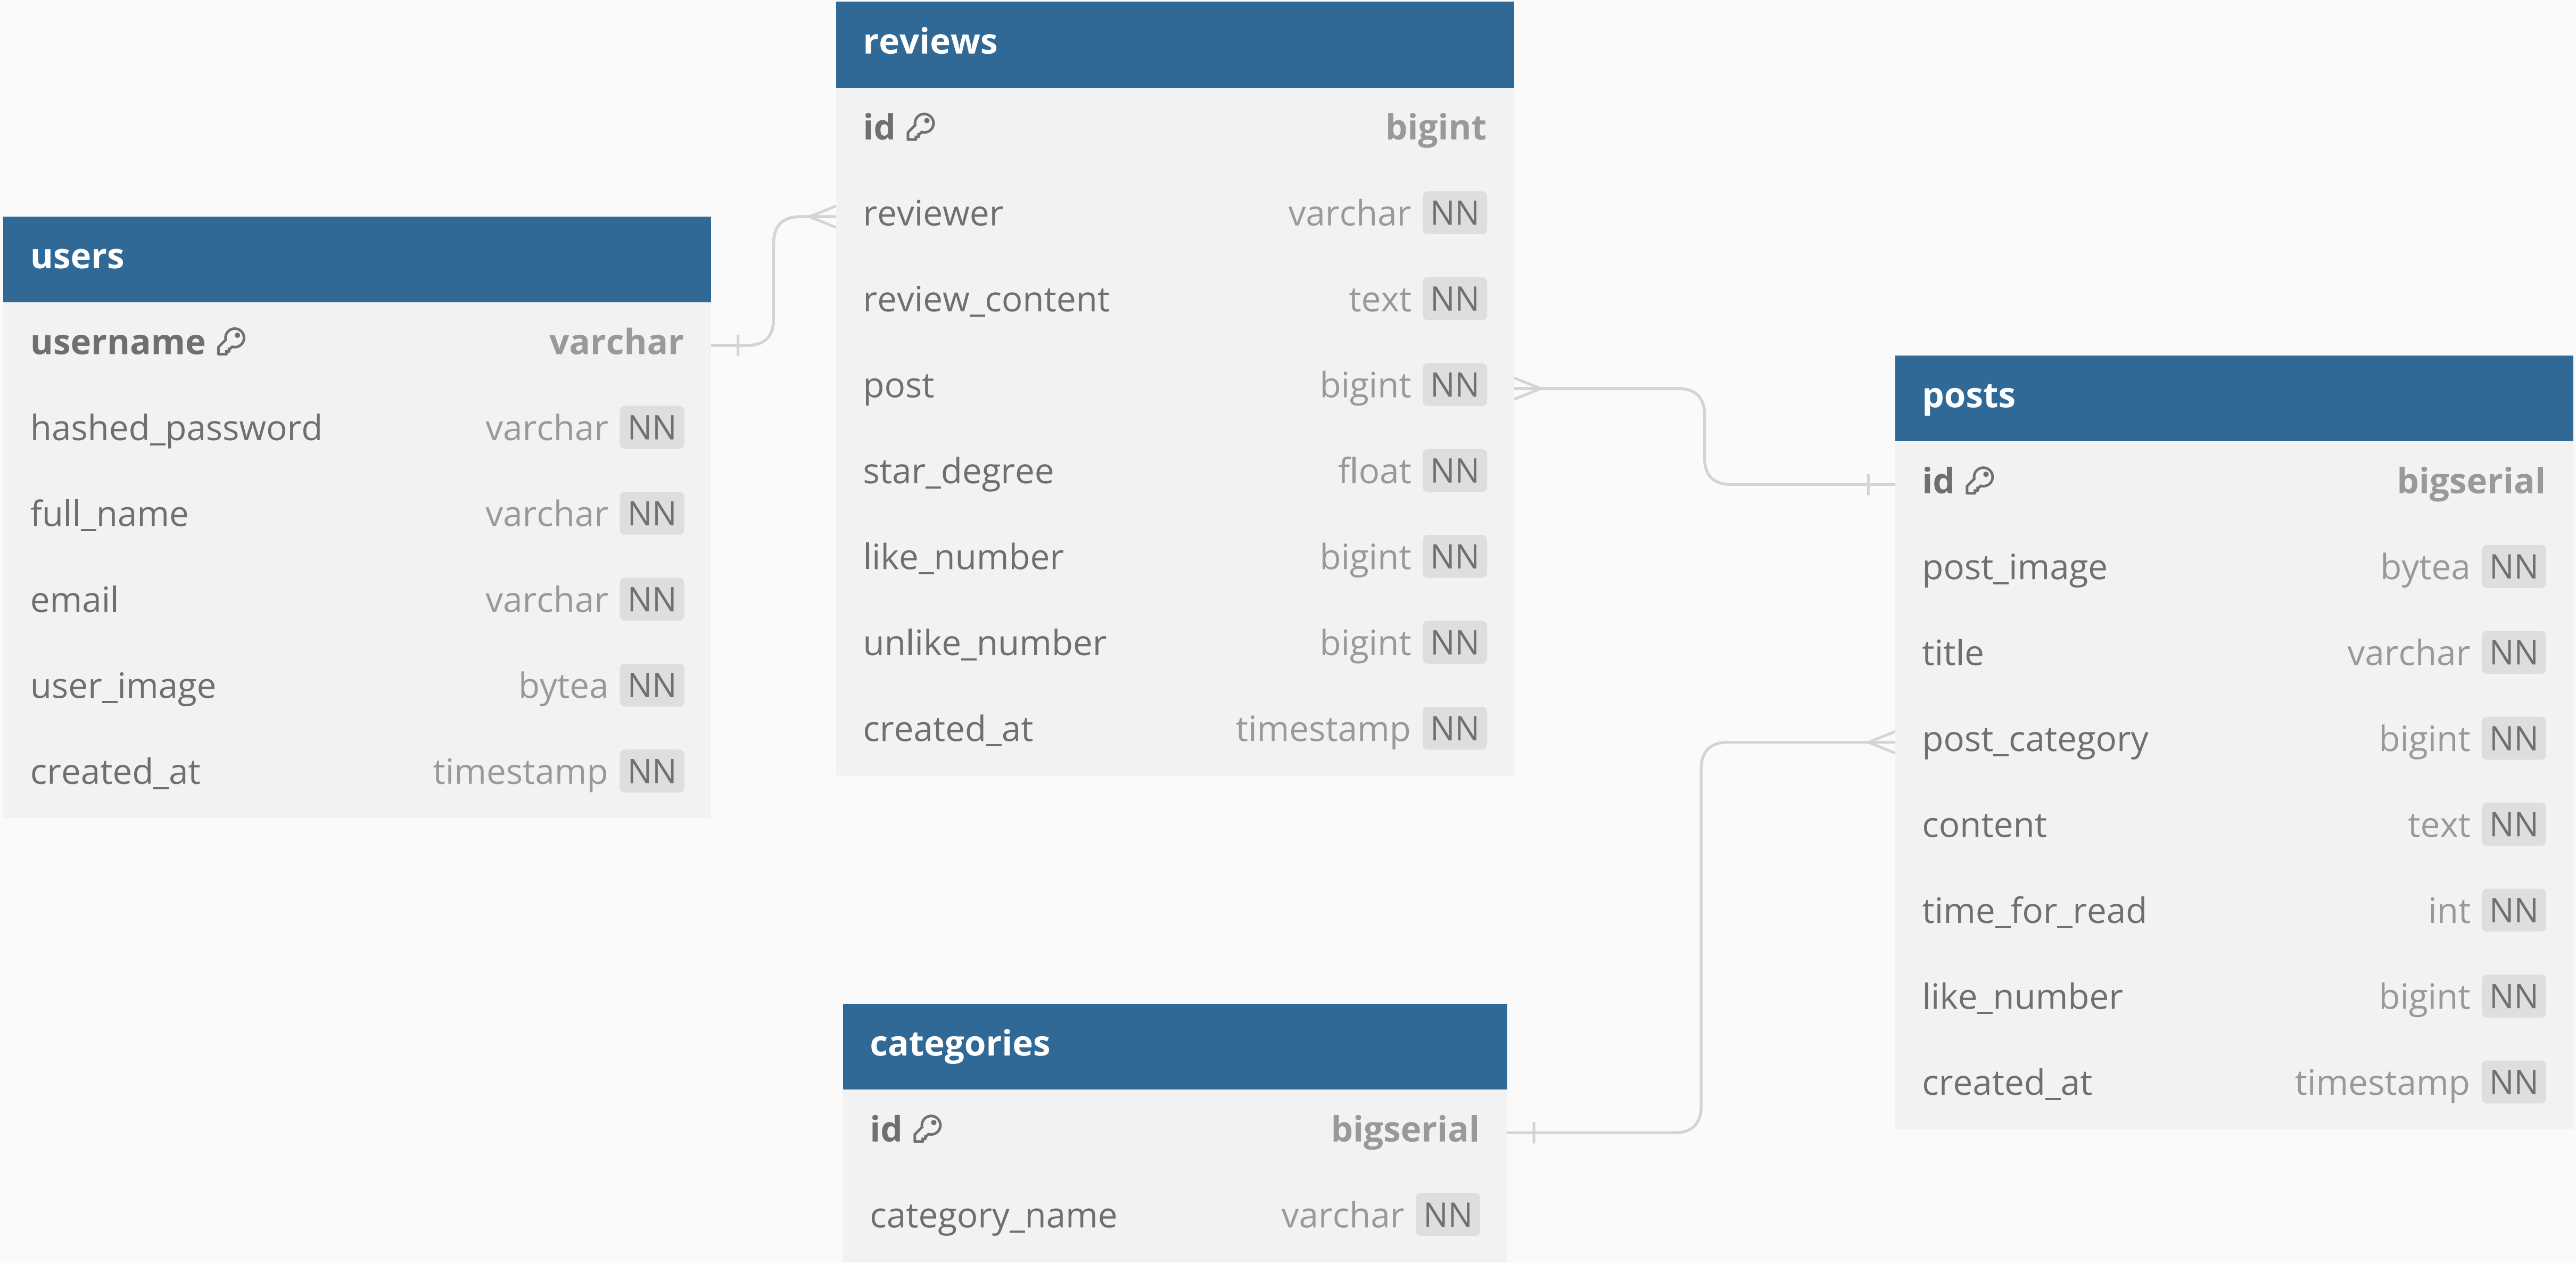 users
username varchar
hashed_password varchar NN
full_name varchar NN
email varchar NN
user_image bytea NN
created_at timestamp NN
reviews
id bigint
reviewer varchar NN
review_content text NN
post bigint NN
star_degree float NN
like_number bigint NN
unlike_number bigint NN
created_at timestamp NN
categories
id bigserial
category_name varchar NN
posts
id bigserial
post_image bytea NN
title varchar NN
post_category bigint NN
content text NN
time_for_read int NN
like_number bigint NN
created_at timestamp NN